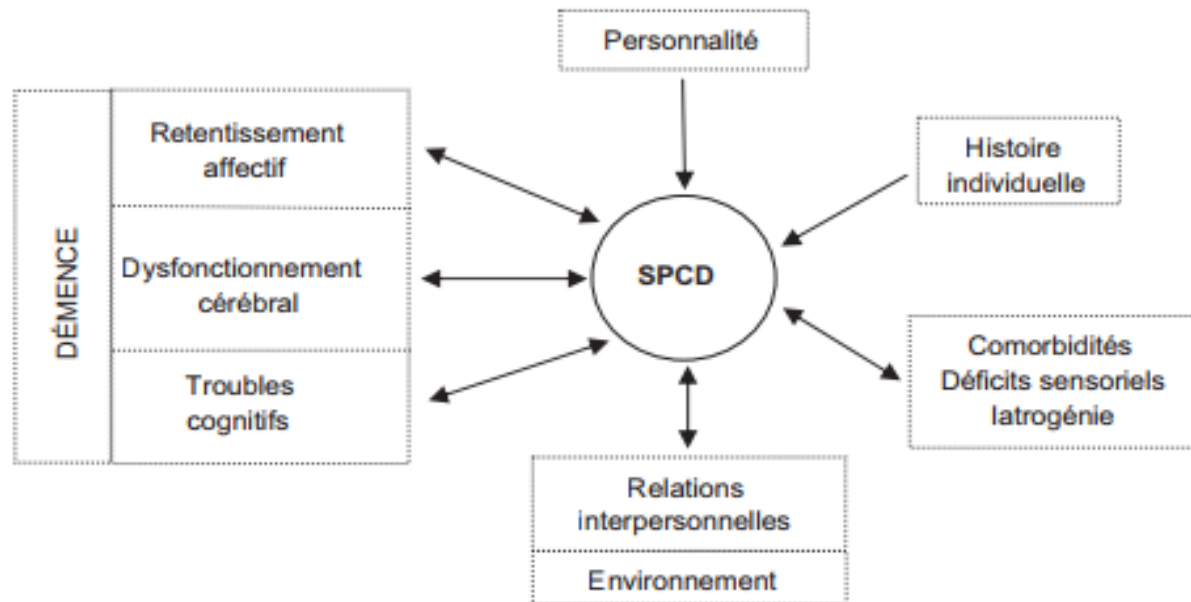 Personnalité
Retentissement
affectif
Histoire
individuelle
DÉMENCE
Dysfonctionnement
cérébral
SPCD
Troubles
cognitifs
Comorbidités
Déficits sensoriels
Iatrogénie
Relations
interpersonnelles
Environnement